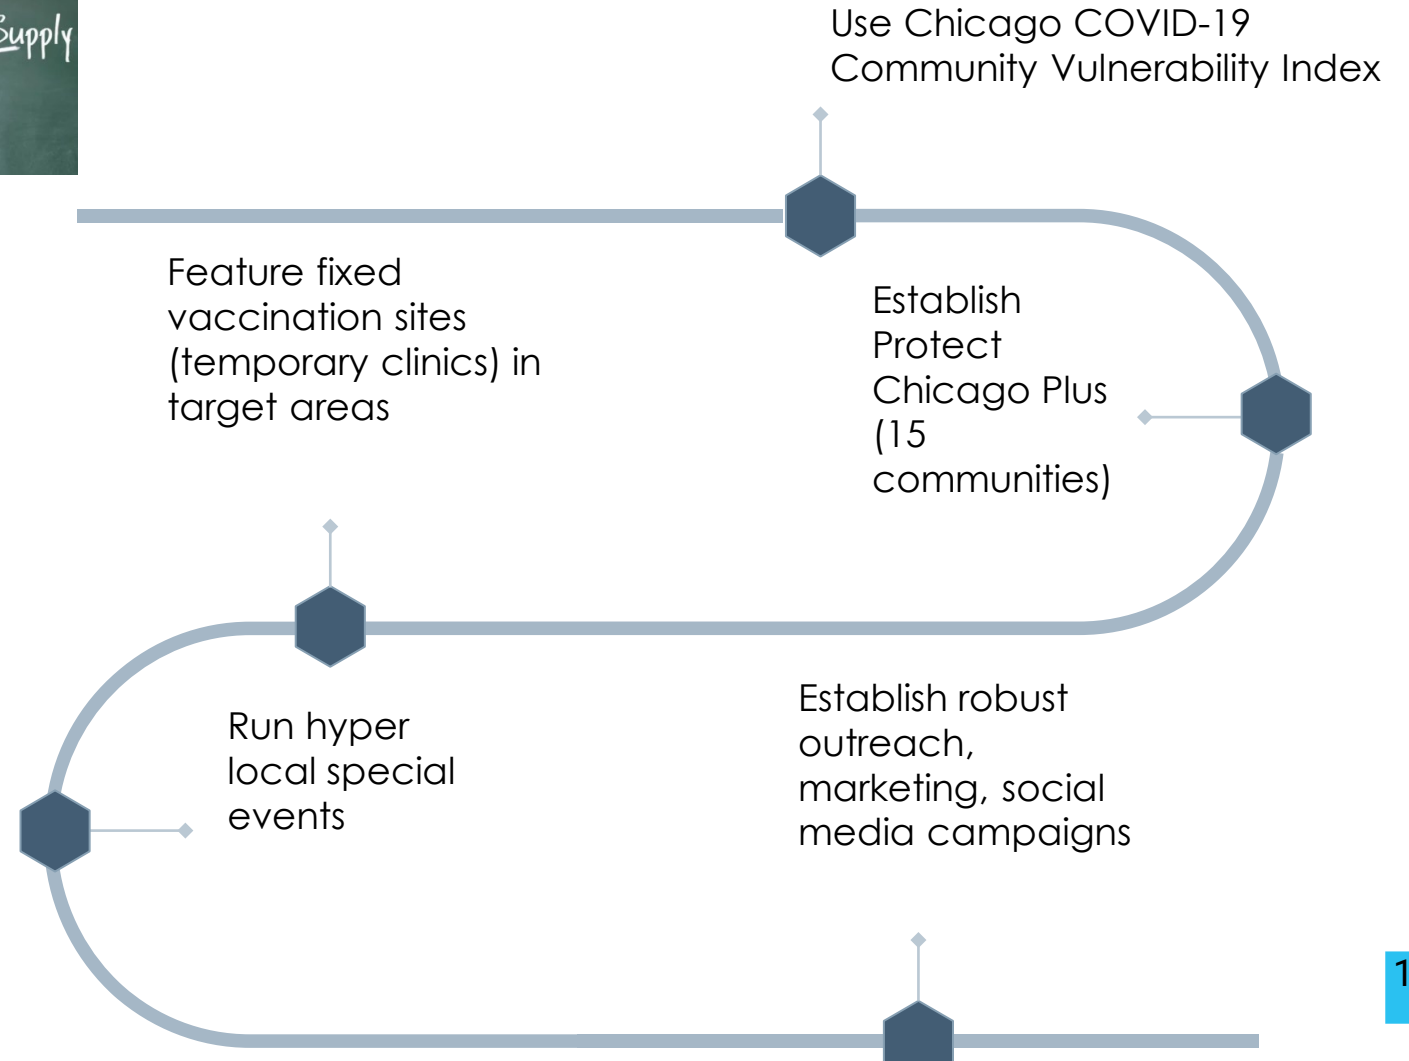 Supply
Use Chicago COVID-19
Community Vulnerability Index
Feature fixed
vaccination sites
(temporary clinics) in
target areas
Establish
Protect
Chicago Plus
(15
communities)
Run hyper
local special
events
Establish robust
outreach,
marketing, social
media campaigns
1